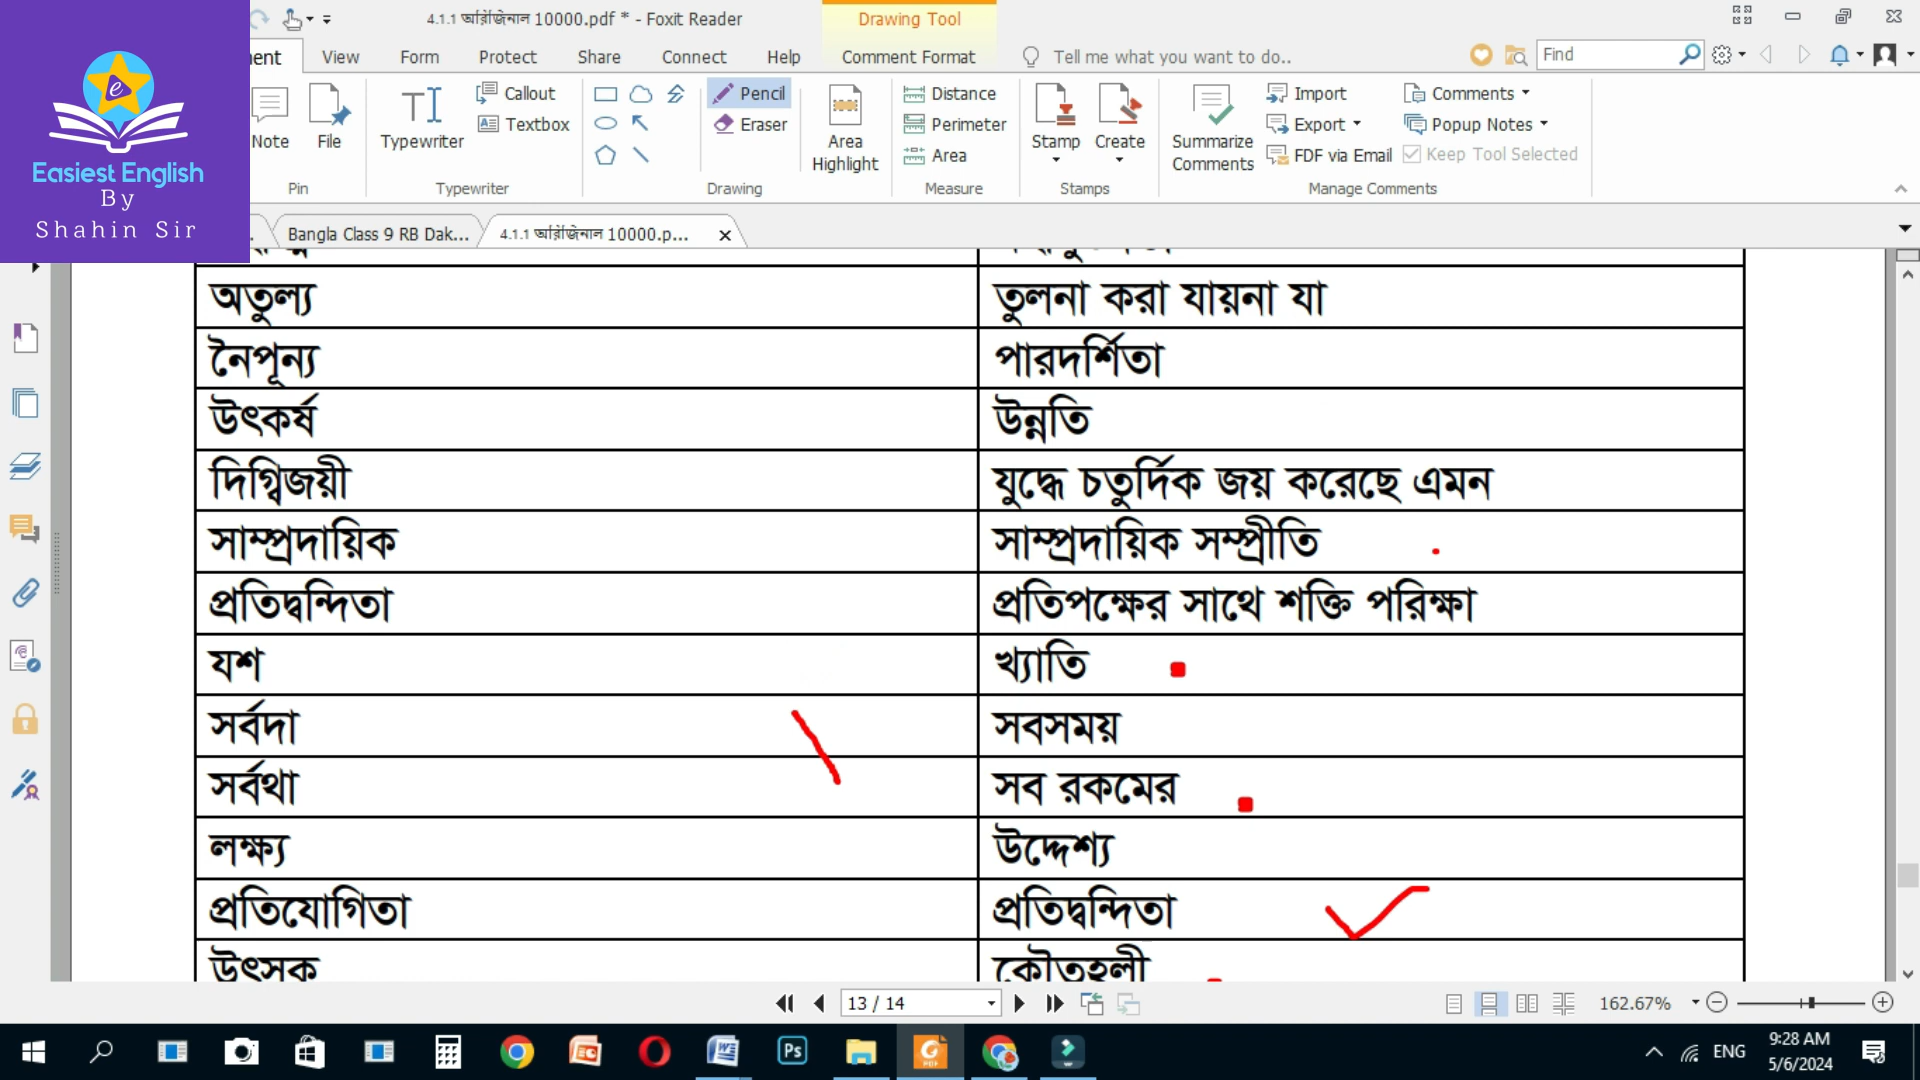 4.1.1 অরিজিনাল 10000.pdf * - Foxit Reader
Drawing Tool
View Form Protect Share Connect Help Comment Format Tell me what you want to do.. Find
Note File Typewriter Callout Textbox Pencil Eraser Area Highlight Distance Perimeter Area Stamp Create Summarize Comments Import Export FDF via Email Comments Popup Notes Keep Tool Selected
Pin Typewriter Drawing Measure Stamps Manage Comments
Easiest English
By
Shahin Sir
Bangla Class 9 RB Dak... 4.1.1 অরিজিনাল 10000.p...
অতুল্য তুলনা করা যায়না যা
নৈপূন্য পারদর্শিতা
উৎকর্ষ উন্নতি
দিগ্বিজয়ী যুদ্ধে চতুর্দিক জয় করেছে এমন
সাম্প্রদায়িক সাম্প্রদায়িক সম্প্রীতি
প্রতিদ্বন্দিতা প্রতিপক্ষের সাথে শক্তি পরিক্ষা
যশ খ্যাতি
সর্বদা সবসময়
সর্বথা সব রকমের
লক্ষ্য উদ্দেশ্য
প্রতিযোগিতা প্রতিদ্বন্দিতা
উৎসুক কৌতুহলী
13 / 14 162.67%
ENG 9:28 AM
5/6/2024